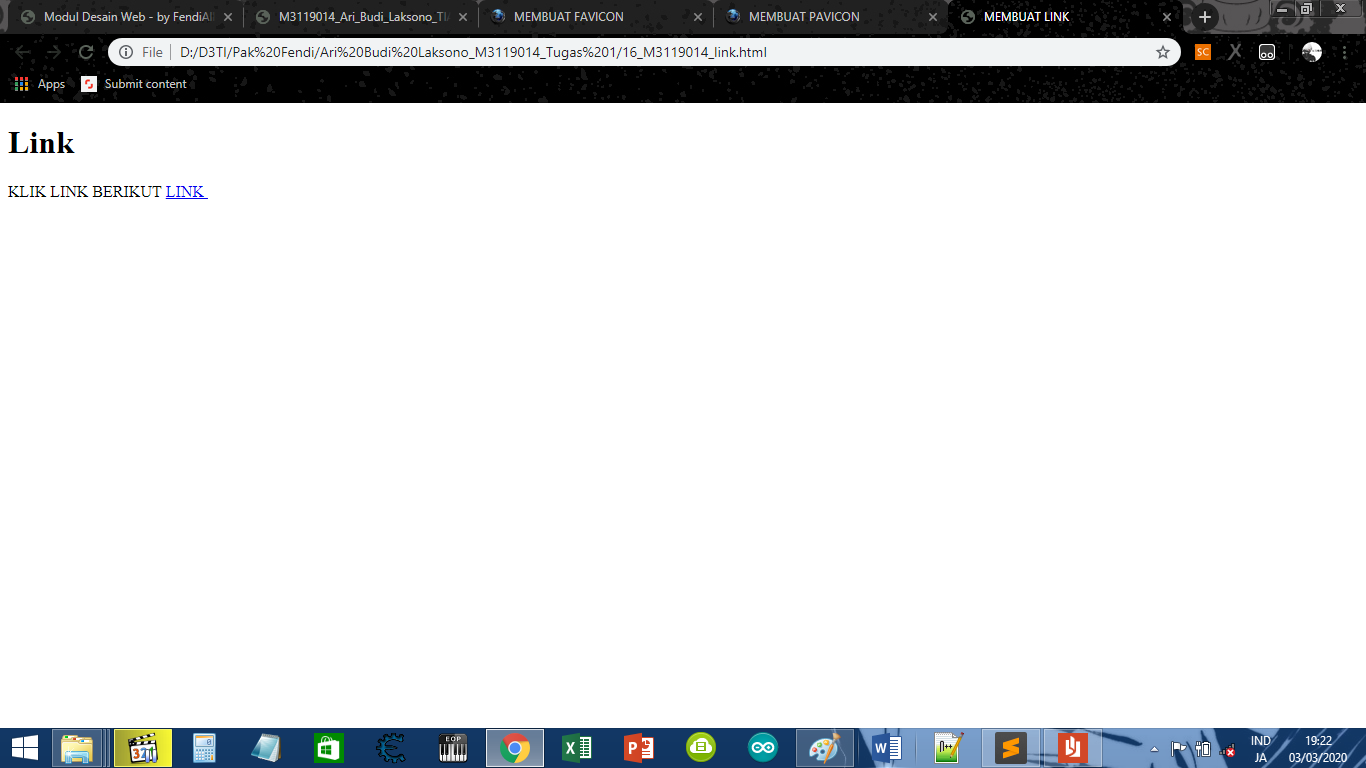 Modul Desain Web - by FendiAl
M3119014_Ari_Budi_Laksono_TI
MEMBUAT FAVICON
MEMBUAT PAVICON
MEMBUAT LINK
File
D:/D3TI/Pak%20Fendi/Ari%20Budi%20Laksono_M3119014_Tugas%201/16_M3119014_link.html
SC
X
Apps
Submit content
Link
KLIK LINK BERIKUT LINK
321
EOP
n++
IND
19:22
JA
03/03/2020